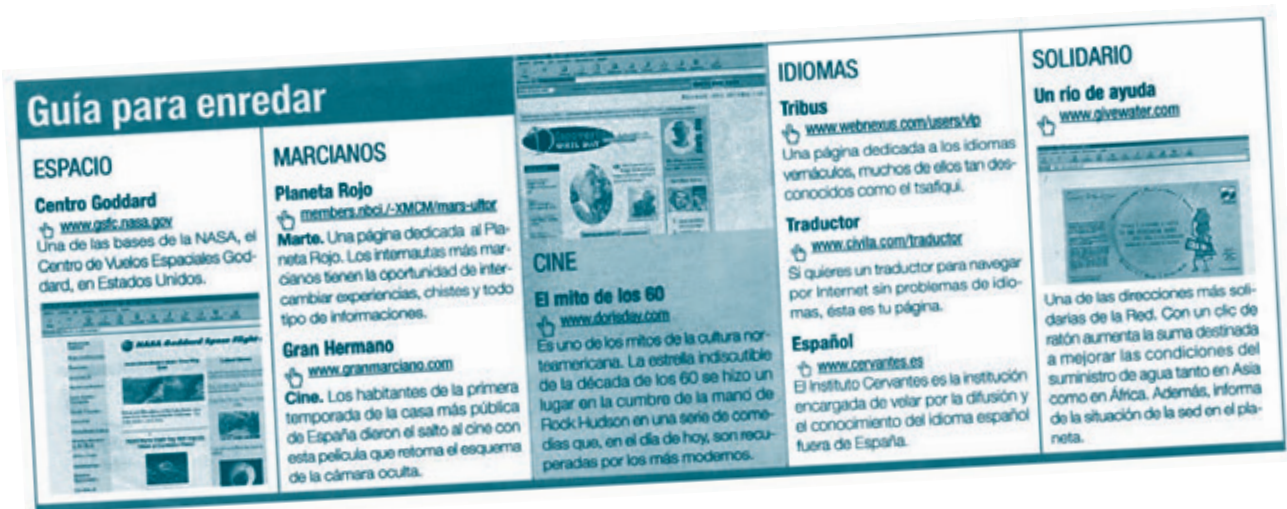 Guía para enredar
ESPACIO
Centro Goddard
www.gsfc.nasa.gov
Una de las bases de la NASA, el
Centro de Vuelos Espaciales God-
dard, en Estados Unidos.
NASA Goddard Space Flight
MARCIANOS
Planeta Rojo
members.nbci./-XMCM/mars-ultor
Marte. Una página dedicada al Pla-
neta Rojo. Los internautas más mar-
cianos tienen la oportunidad de inter-
cambiar experiencias, chistes y todo
tipo de informaciones.
Gran Hermano
www.granmarciano.com
Cine. Los habitantes de la primera
temporada de la casa más pública
de España dieron el salto al cine con
esta película que retoma el esquema
de la cámara oculta.
CINE
El mito de los 60
www.dorisday.com
Es uno de los mitos de la cultura nor-
teamericana. La estrella indiscutible
de la década de los 60 se hizo un
lugar en la cumbre de la mano de
Rock Hudson en una serie de come-
dias que, en el día de hoy, son recu-
peradas por los más modernos.
IDIOMAS
Tribus
www.webnexus.com/users/vlp
Una página dedicada a los idiomas
vernáculos, muchos de ellos tan des-
conocidos como el tsafiqui.
Traductor
www.civila.com/traductor
Si quieres un traductor para navegar
por Internet sin problemas de idio-
mas, ésta es tu página.
Español
www.cervantes.es
El Instituto Cervantes es la institución
encargada de velar por la difusión y
el conocimiento del idioma español
fuera de España.
SOLIDARIO
Un río de ayuda
www.givewater.com
Una de las direcciones más soli-
darias de la Red. Con un clic de
ratón aumenta la suma destinada
a mejorar las condiciones del
suministro de agua tanto en Asia
como en África. Además, informa
de la situación de la sed en el pla-
neta.